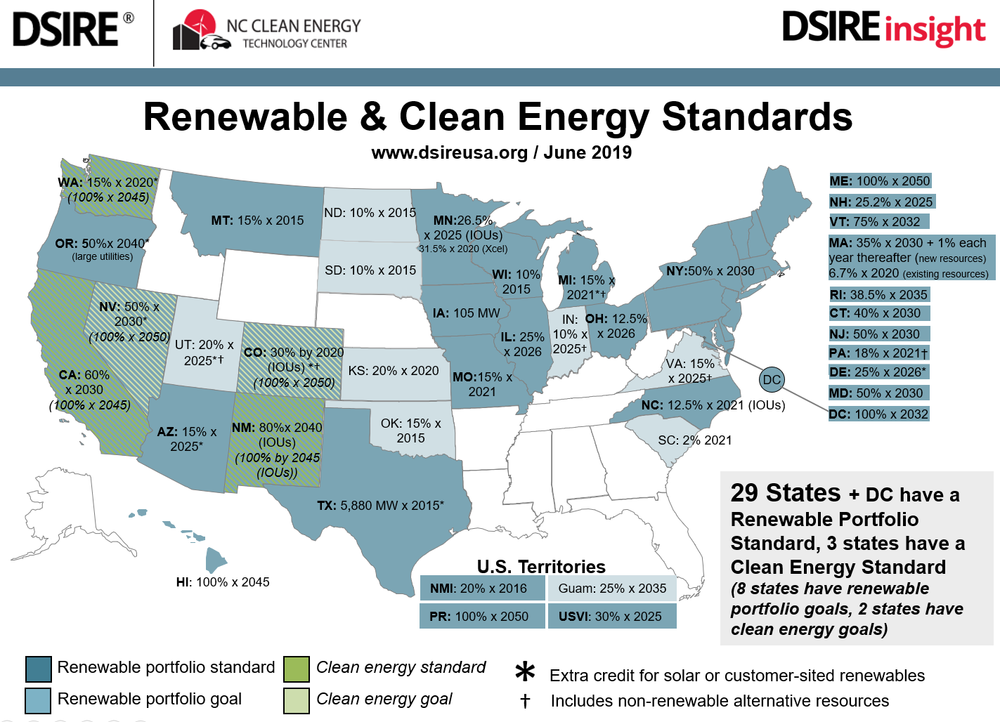 DSIRE®
NC CLEAN ENERGY
TECHNOLOGY CENTER
DSIRE insight
Renewable & Clean Energy Standards
www.dsireusa.org / June 2019
WA: 15% x 2020*
(100% x 2045)
OR: 50%x 2040*
(large utilities)
CA: 60%
x 2030
(100% x 2045)
NV: 50% x
2030*
(100% x 2050)
MT: 15% x 2015
UT: 20% x
2025*†
AZ: 15% x
2025*
CO: 30% by 2020
(IOUs) *†
(100% x 2050)
NM: 80%x 2040
(IOUs)
(100% by 2045
(IOUs))
ND: 10% x 2015
SD: 10% x 2015
KS: 20% x 2020
OK: 15% x
2015
TX: 5,880 MW x 2015*
MN:26.5%
x 2025 (IOUs)
31.5% x 2020 (Xcel)
IA: 105 MW
MO:15% x
2021
WI: 10%
2015
IL: 25%
x 2026
MI: 15% x
2021*†
IN:
10% x
2025†
OH: 12.5%
x 2026
NY:50% x 2030
VA: 15%
x 2025†
NC: 12.5% x 2021 (IOUs)
SC: 2% 2021
DC
HI: 100% x 2045
ME: 100% x 2050
NH: 25.2% x 2025
VT: 75% x 2032
MA: 35% x 2030 + 1% each
year thereafter (new resources)
6.7% x 2020 (existing resources)
RI: 38.5% x 2035
CT: 40% x 2030
NJ: 50% x 2030
PA: 18% x 2021†
DE: 25% x 2026*
MD: 50% x 2030
DC: 100% x 2032
29 States + DC have a
Renewable Portfolio
Standard, 3 states have a
Clean Energy Standard
(8 states have renewable
portfolio goals, 2 states have
clean energy goals)
U.S. Territories
NMI: 20% x 2016
Guam: 25% x 2035
PR: 100% x 2050
USVI: 30% x 2025
Renewable portfolio standard
Clean energy standard
* Extra credit for solar or customer-sited renewables
Renewable portfolio goal
Clean energy goal
† Includes non-renewable alternative resources